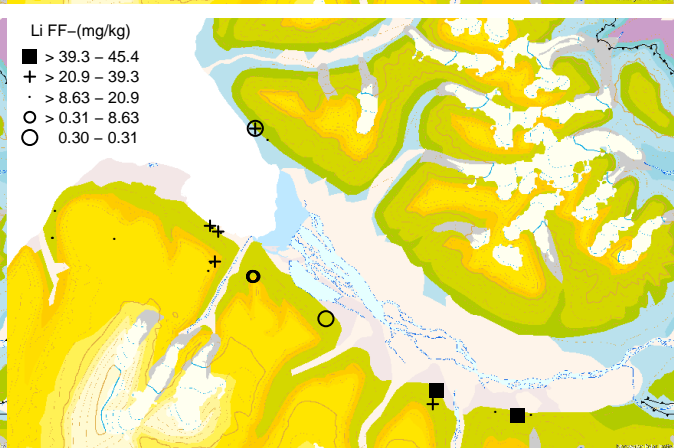 Li FF−(mg/kg)
> 39.3 − 45.4
> 20.9 − 39.3
> 8.63 − 20.9
> 0.31 − 8.63
0.30 − 0.31